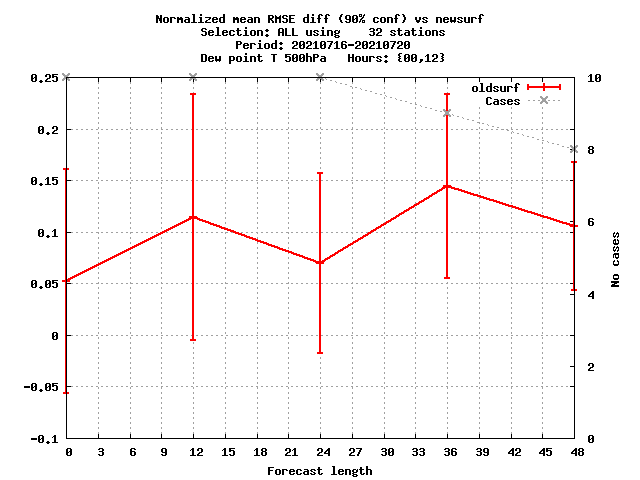 Normalized mean RMSE diff (90% conf) vs newsurf
Selection: ALL using    32 stations
Period: 20210716-20210720
Dew point T 500hPa   Hours: {00,12}
oldsurf
Cases
0.25
0.2
0.15
0.1
0.05
0
-0.05
-0.1
10
8
6
4
2
0
No cases
0 3 6 9 12 15 18 21 24 27 30 33 36 39 42 45 48
Forecast length